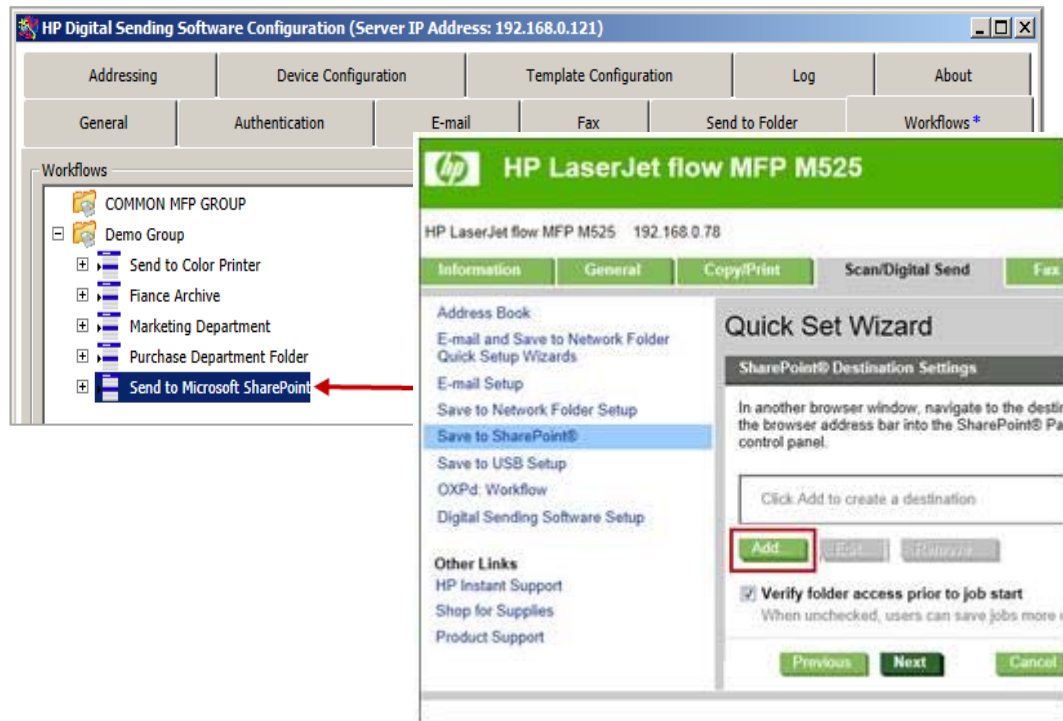 HP Digital Sending Software Configuration (Server IP Address: 192.168.0.121)
Addressing
Device Configuration
Template Configuration
Log
About
General
Authentication
E-mail
Fax
Send to Folder
Workflows *
Workflows
COMMON MFP GROUP
Demo Group
Send to Color Printer
Fiance Archive
Marketing Department
Purchase Department Folder
Send to Microsoft SharePoint
hp
HP LaserJet flow MFP M525
HP LaserJet flow MFP M525 192.168.0.78
Information
General
Copy/Print
Scan/Digital Send
Fax
Address Book
E-mail and Save to Network Folder
Quick Setup Wizards
E-mail Setup
Save to Network Folder Setup
Save to SharePoint®
Save to USB Setup
OXPd: Workflow
Digital Sending Software Setup
Other Links
HP Instant Support
Shop for Supplies
Product Support
Quick Set Wizard
SharePoint® Destination Settings
In another browser window, navigate to the
the browser address bar into the SharePoint®
control panel.
Click Add to create a destination
Add...
Edit...
Remove...
Verify folder access prior to job start
When unchecked, users can save jobs more
Previous
Next
Cancel